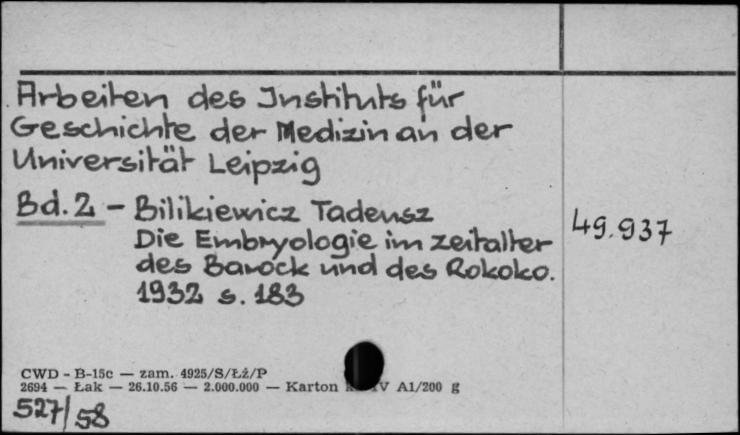 Arbeiten des Instituts für
Geschichte der Medizin an der
Universität Leipzig
Bd. 2 - Bilikiewicz Tadeusz
Die Embryologie im zeitalter
des Barock und des Rokoko.
1932 s. 183
49.937
CWD - B-15c — zam. 4925/S/Łż/P
2694 — Łak — 26.10.56 — 2.000.000 — Karton IV A1/200 g
527/58